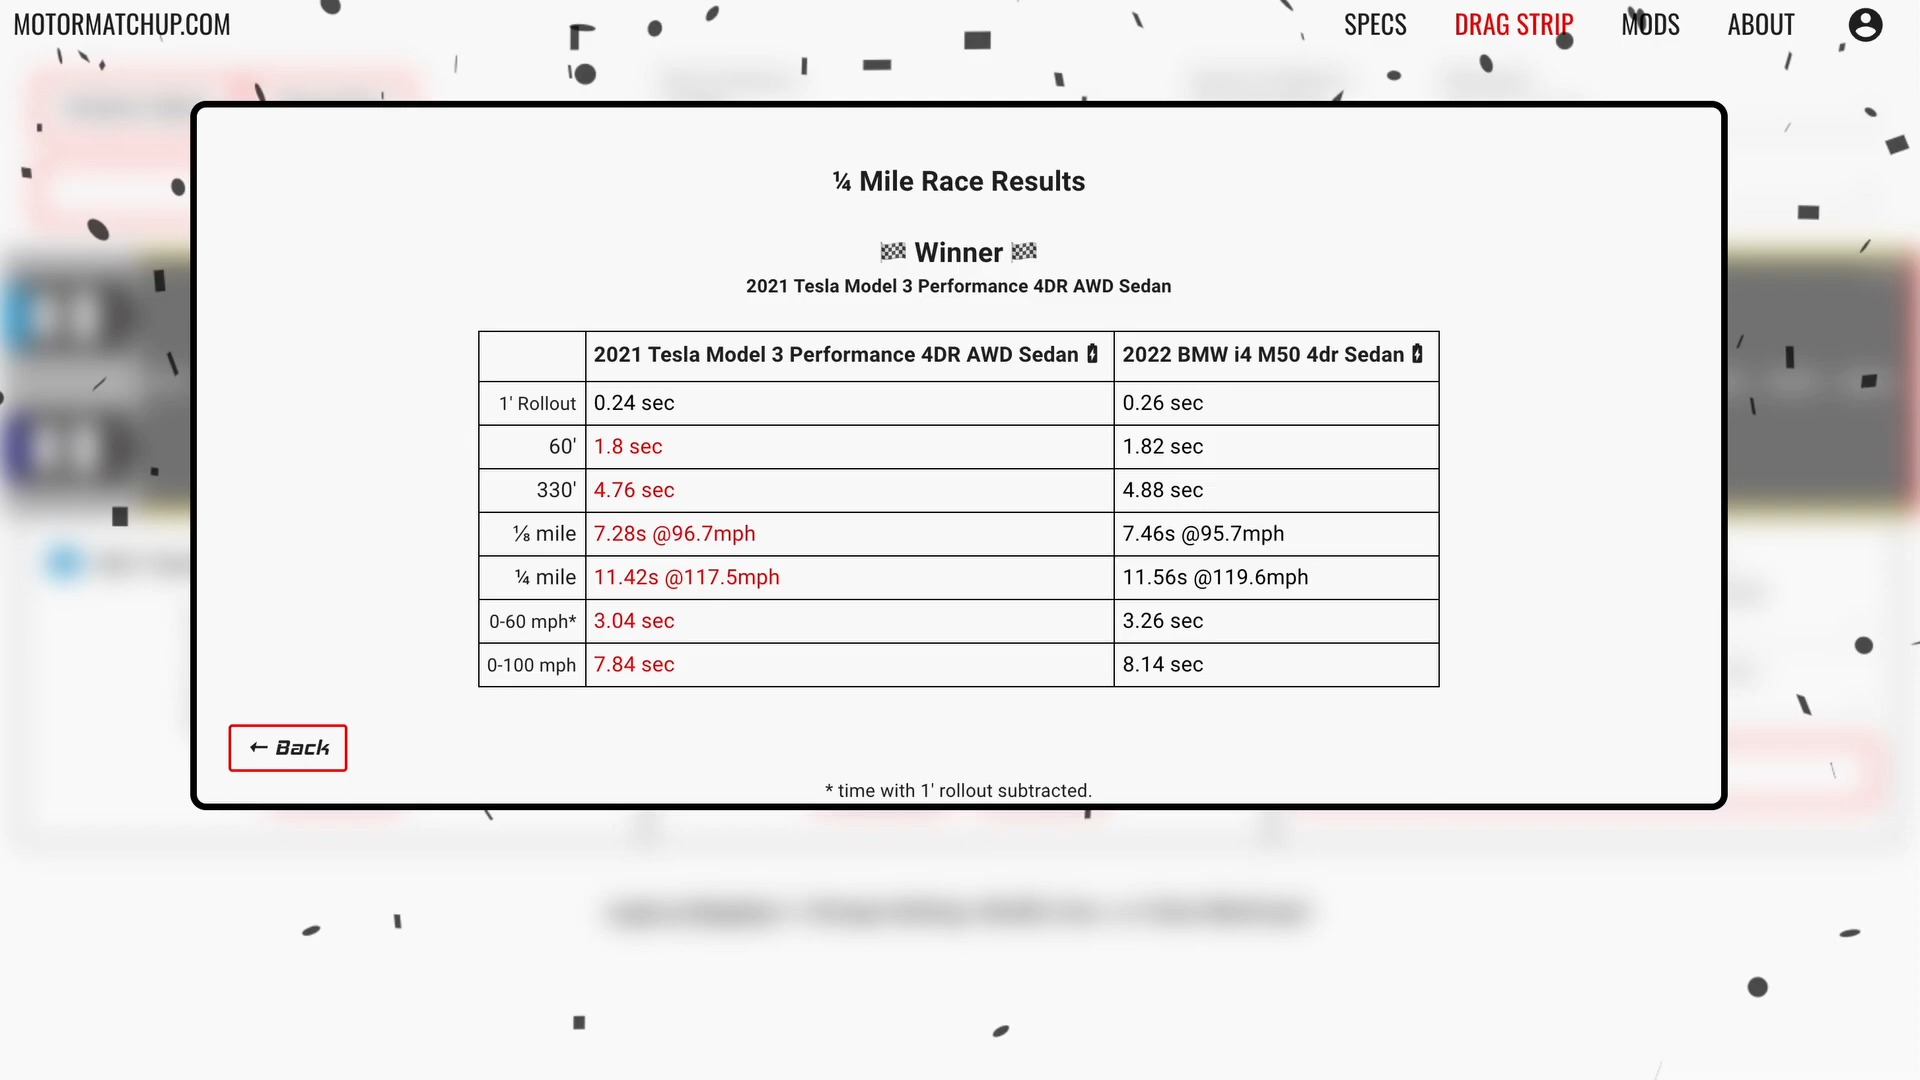 MOTORMATCHUP.COM
SPECS
DRAG STRIP
MODS
ABOUT
¼ Mile Race Results
🏁 Winner 🏁
2021 Tesla Model 3 Performance 4DR AWD Sedan
2021 Tesla Model 3 Performance 4DR AWD Sedan 2022 BMW i4 M50 4dr Sedan
1' Rollout 0.24 sec 0.26 sec
60' 1.8 sec 1.82 sec
330' 4.76 sec 4.88 sec
⅛ mile 7.28s @96.7mph 7.46s @95.7mph
¼ mile 11.42s @117.5mph 11.56s @119.6mph
0-60 mph* 3.04 sec 3.26 sec
0-100 mph 7.84 sec 8.14 sec
← Back
* time with 1' rollout subtracted.